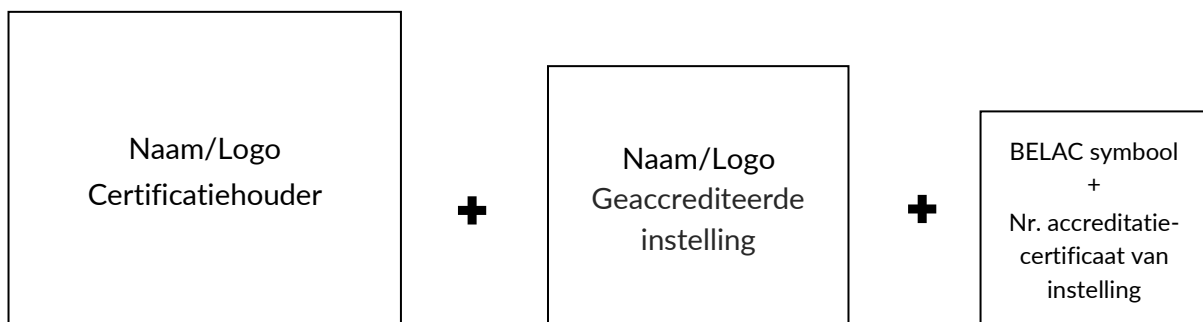 Naam/Logo
Certificatiehouder
+
Naam/Logo
Geaccrediteerde
instelling
+
BELAC symbool
+
Nr. accreditatie-
certificaat van
instelling